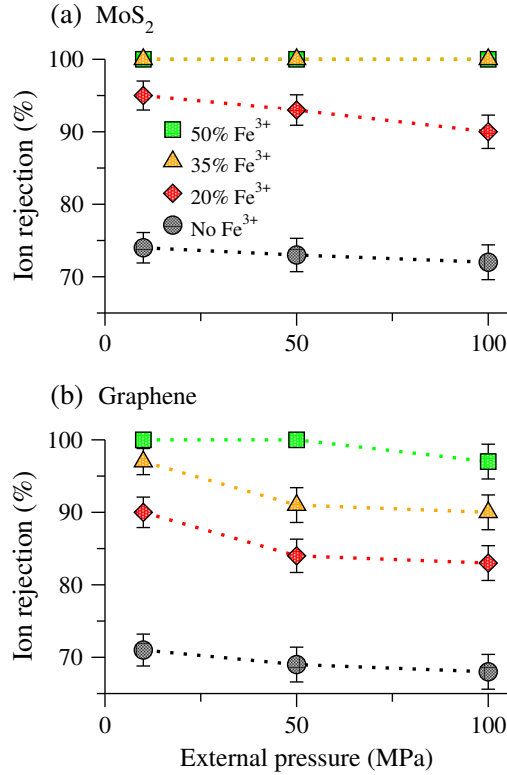 (a) MoS₂
100
90
80
70
Ion rejection (%)
50% Fe³⁺
35% Fe³⁺
20% Fe³⁺
No Fe³⁺
0
50
100
(b) Graphene
100
90
80
70
Ion rejection (%)
0
50
100
External pressure (MPa)